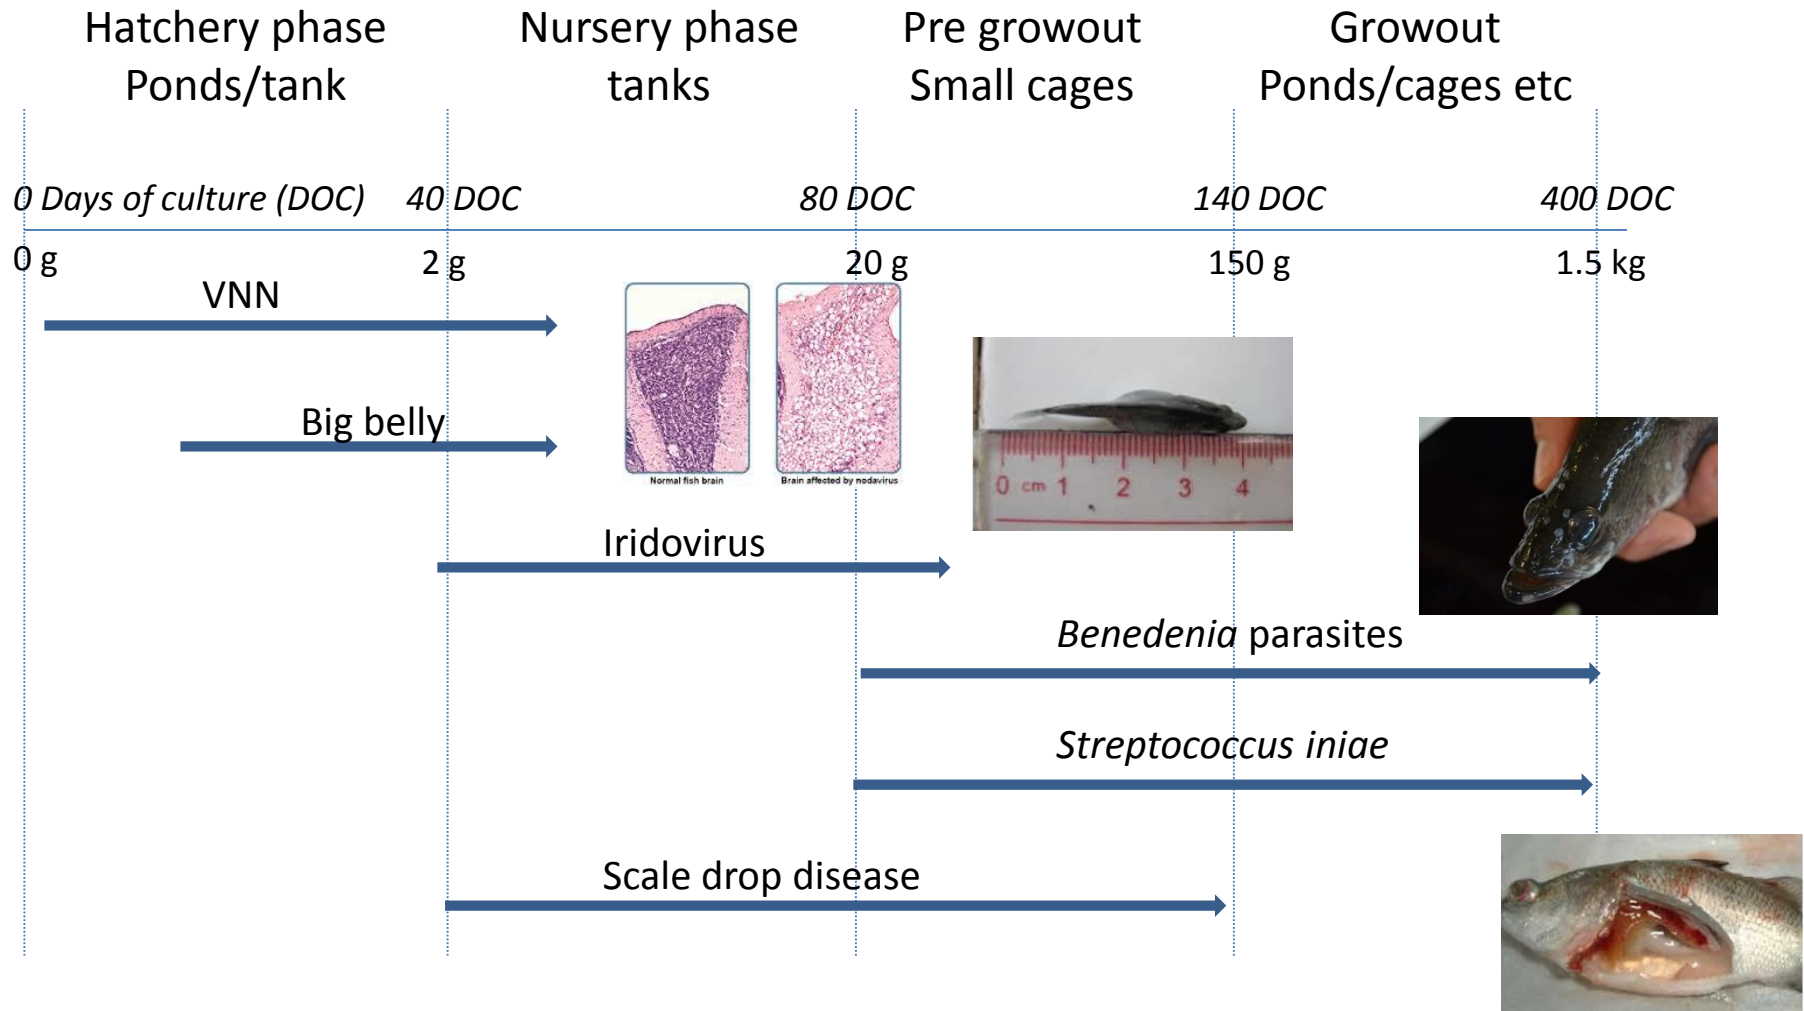 Hatchery phase
Ponds/tank
Nursery phase
tanks
Pre growout
Small cages
Growout
Ponds/cages etc
0 Days of culture (DOC)
40 DOC
80 DOC
140 DOC
400 DOC
0 g
2 g
20 g
150 g
1.5 kg
VNN
Big belly
Normal fish brain
Brain affected by nodavirus
0 cm 1 2 3 4
Iridovirus
Benedenia parasites
Streptococcus iniae
Scale drop disease